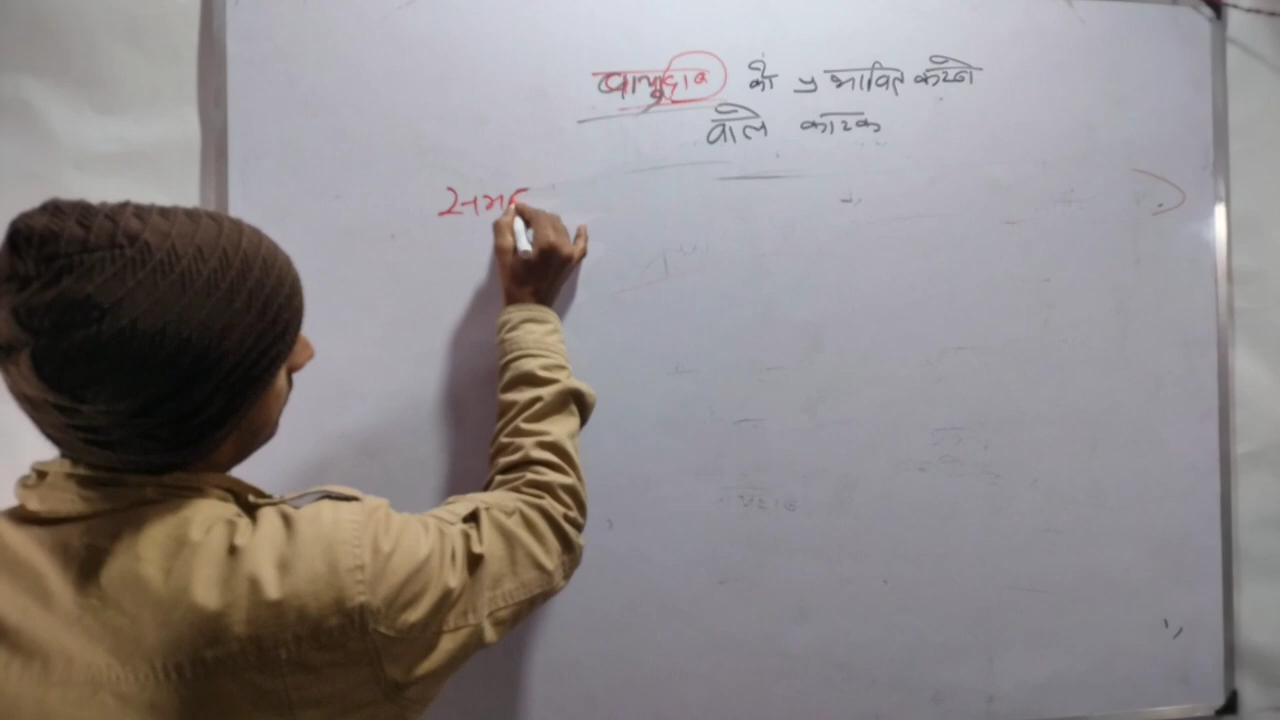 वायुदाब को प्रभावित करने
वाले कारक